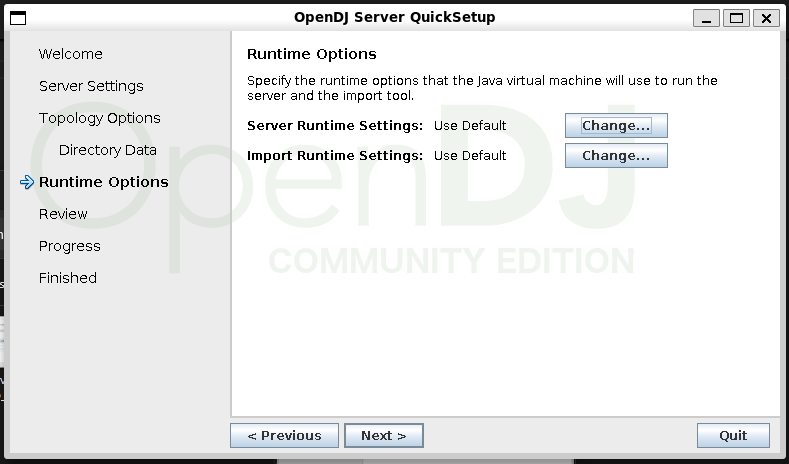 OpenDJ Server QuickSetup
Welcome
Server Settings
Topology Options
Directory Data
Runtime Options
Review
Progress
Finished
Runtime Options
Specify the runtime options that the Java virtual machine will use to run the
server and the import tool.
Server Runtime Settings: Use Default Change...
Import Runtime Settings: Use Default Change...
OpenDJ
COMMUNITY EDITION
< Previous Next > Quit